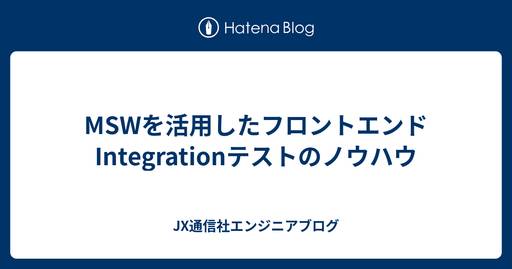 Hatena Blog
MSWを活用したフロントエンド
Integrationテストのノウハウ
JX通信社エンジニアブログ